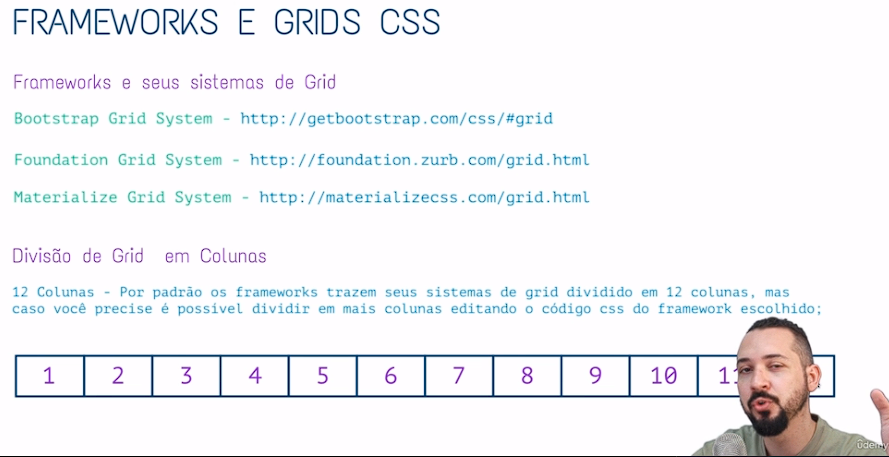 FRAMEWORKS E GRIDS CSS
Frameworks e seus sistemas de Grid
Bootstrap Grid System - http://getbootstrap.com/css/#grid
Foundation Grid System - http://foundation.zurb.com/grid.html
Materialize Grid System - http://materializecss.com/grid.html
Divisão de Grid em Colunas
12 Colunas - Por padrão os frameworks trazem seus sistemas de grid dividido em 12 colunas, mas
caso você precise é possível dividir em mais colunas editando o código css do framework escolhido;
1 2 3 4 5 6 7 8 9 10 11
udemy